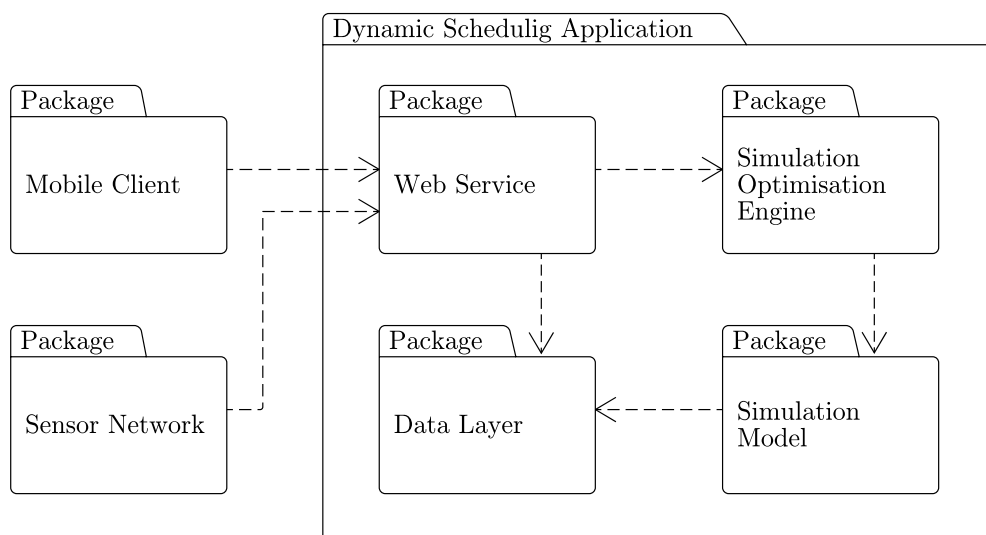 Dynamic Schedulig Application
Package
Mobile Client
Package
Web Service
Package
Simulation
Optimisation
Engine
Package
Sensor Network
Package
Data Layer
Package
Simulation
Model